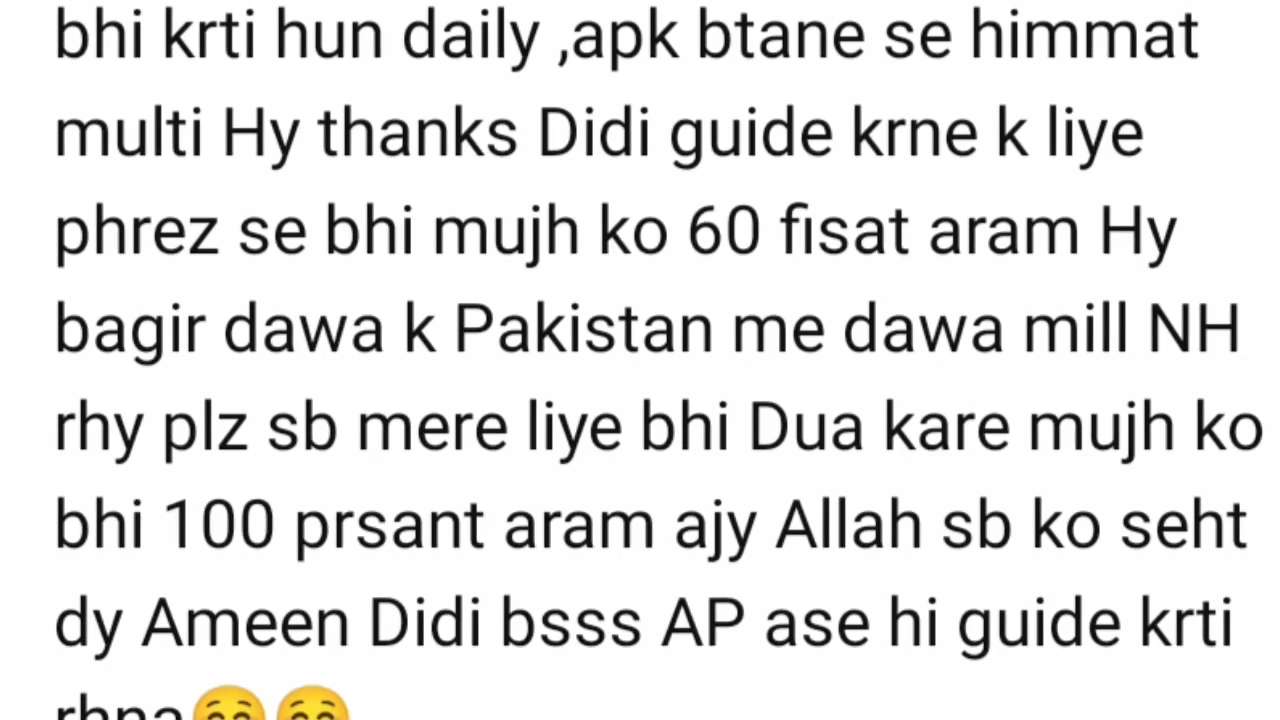 bhi krti hun daily ,apk btane se himmat
multi Hy thanks Didi guide krne k liye
phrez se bhi mujh ko 60 fisat aram Hy
bagir dawa k Pakistan me dawa mill NH
rhy plz sb mere liye bhi Dua kare mujh ko
bhi 100 prsant aram ajy Allah sb ko seht
dy Ameen Didi bsss AP ase hi guide krti
rhna😊😊